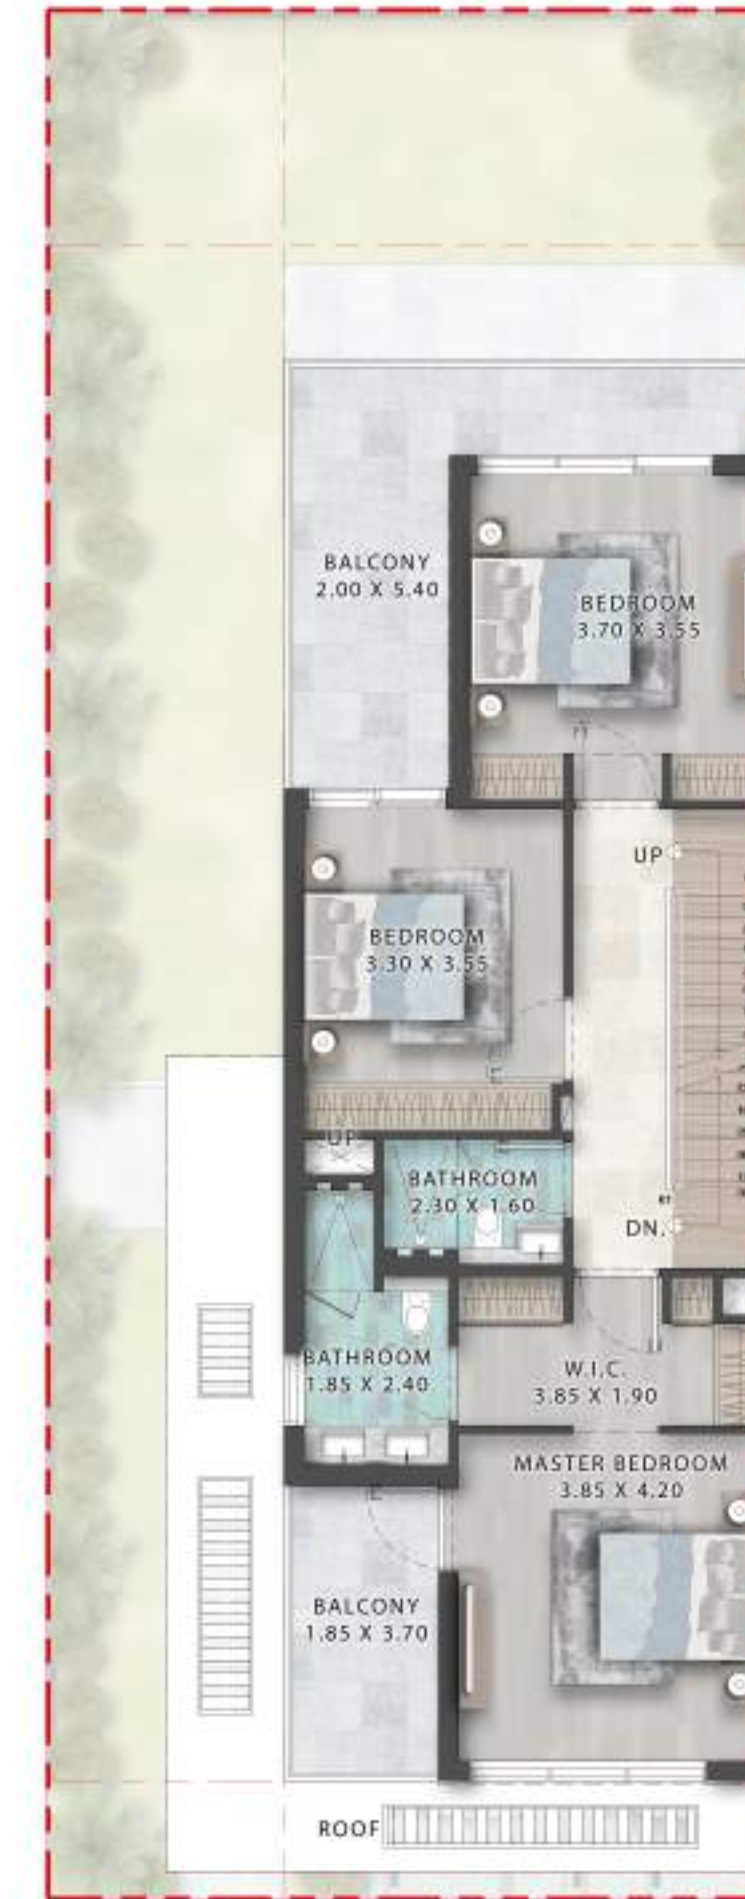 BALCONY
2.00 X 5.40
BEDROOM
3.70 X 3.55
UP
BEDROOM
3.30 X 3.55
UP
BATHROOM
2.30 X 1.60
DN.
BATHROOM
1.85 X 2.40
W.I.C.
3.85 X 1.90
MASTER BEDROOM
3.85 X 4.20
BALCONY
1.85 X 3.70
ROOF